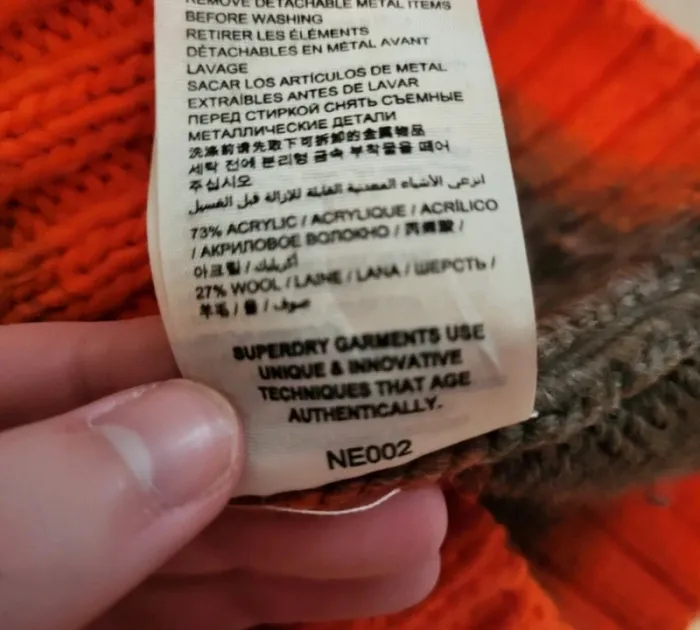 REMOVE DETACHABLE METAL ITEMS
BEFORE WASHING
RETIRER LES ÉLÉMENTS
DÉTACHABLES EN MÉTAL AVANT
LAVAGE
SACAR LOS ARTÍCULOS DE METAL
EXTRAÍBLES ANTES DE LAVAR
ПЕРЕД СТИРКОЙ СНЯТЬ СЪЕМНЫЕ
МЕТАЛЛИЧЕСКИЕ ДЕТАЛИ
洗涤前请先取下可拆卸的金属物品
세탁 전에 분리형 금속 부착물을 떼어
주십시오
انزعي الأشياء المعدنية القابلة للإزالة قبل الغسيل
73% ACRYLIC / ACRYLIQUE / ACRÍLICO
/ АКРИЛОВОЕ ВОЛОКНО / 丙烯酸 /
아크릴 / أكريليك /
27% WOOL / LAINE / LANA / ШЕРСТЬ /
羊毛 / 울 / صوف /
SUPERDRY GARMENTS USE
UNIQUE & INNOVATIVE
TECHNIQUES THAT AGE
AUTHENTICALLY.
NE002